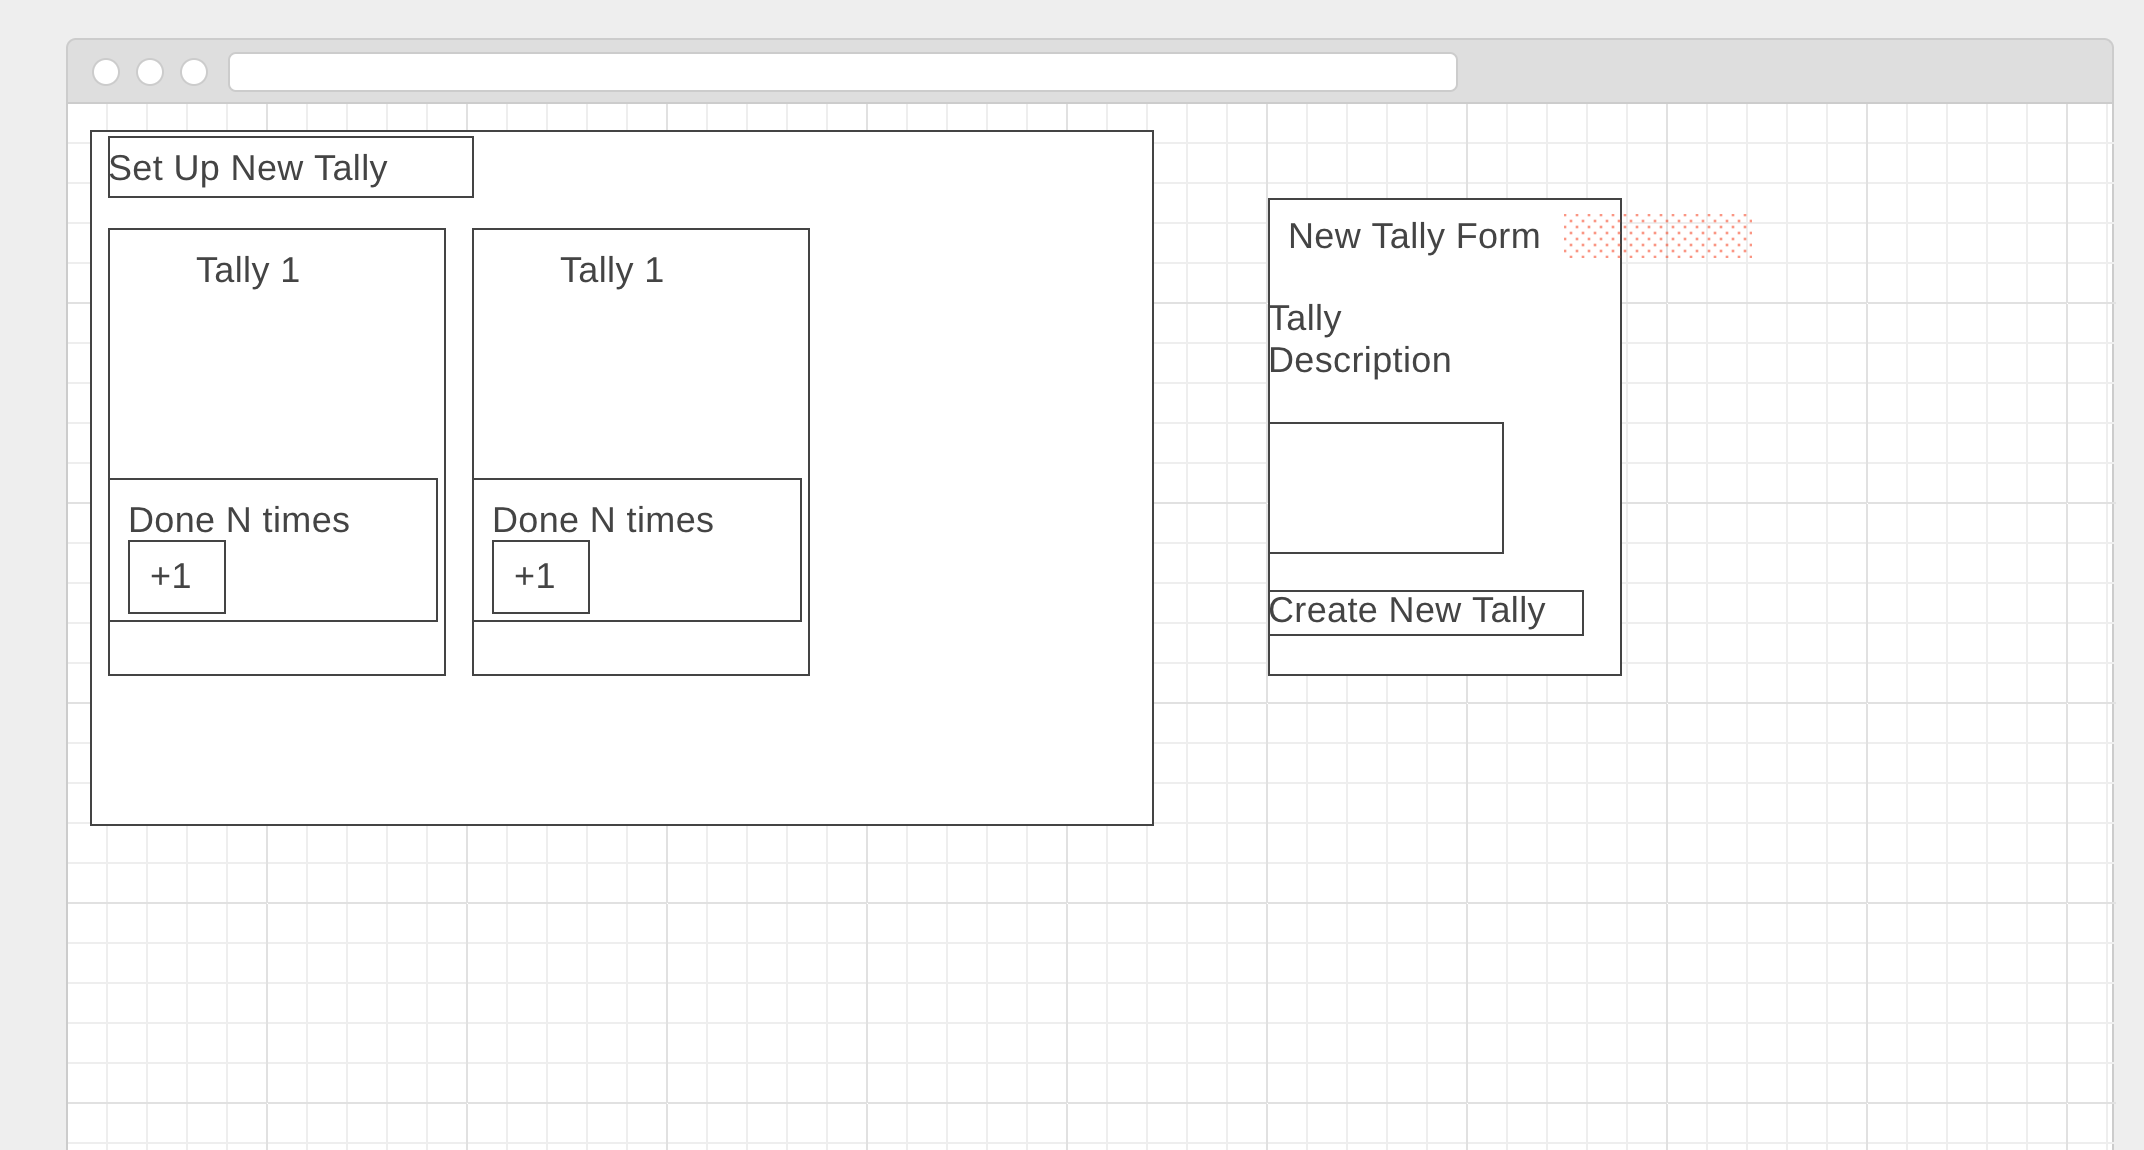 Set Up New Tally
Tally 1
Done N times
+1
Tally 1
Done N times
+1
New Tally Form
Tally
Description
Create New Tally